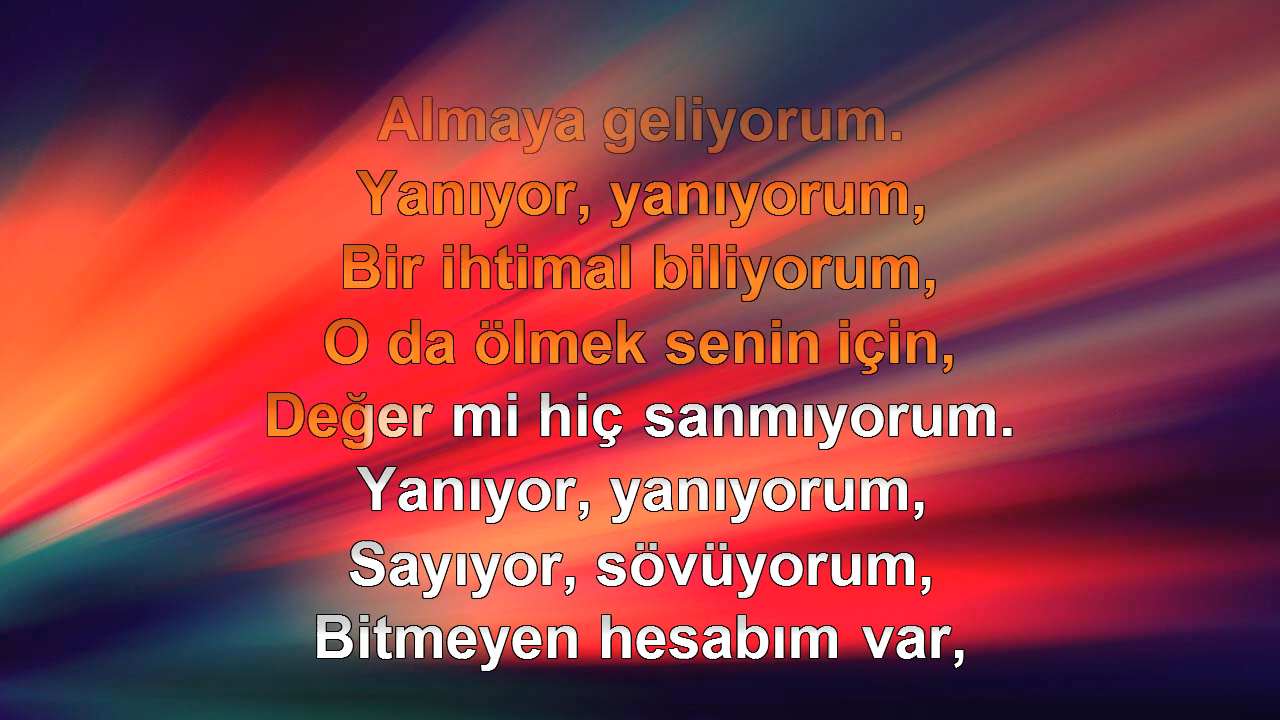 Almaya geliyorum.
Yanıyor, yanıyorum,
Bir ihtimal biliyorum,
O da ölmek senin için,
Değer mi hiç sanmıyorum.
Yanıyor, yanıyorum,
Sayıyor, sövüyorum,
Bitmeyen hesabım var,